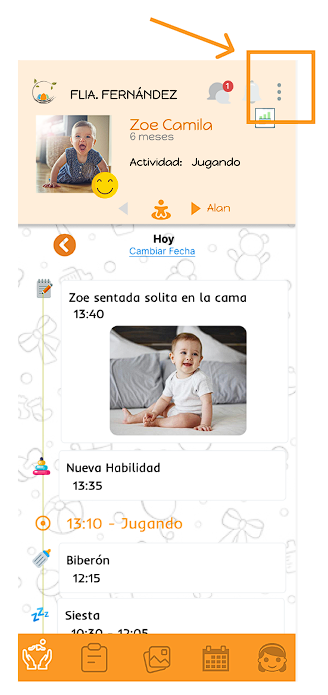 FLIA. FERNÁNDEZ
1
Zoe Camila
6 meses
Actividad: Jugando
Alan
Hoy
Cambiar Fecha
Zoe sentada solita en la cama
13:40
Nueva Habilidad
13:35
13:10 - Jugando
Biberón
12:15
Siesta
10:30 - 12:05